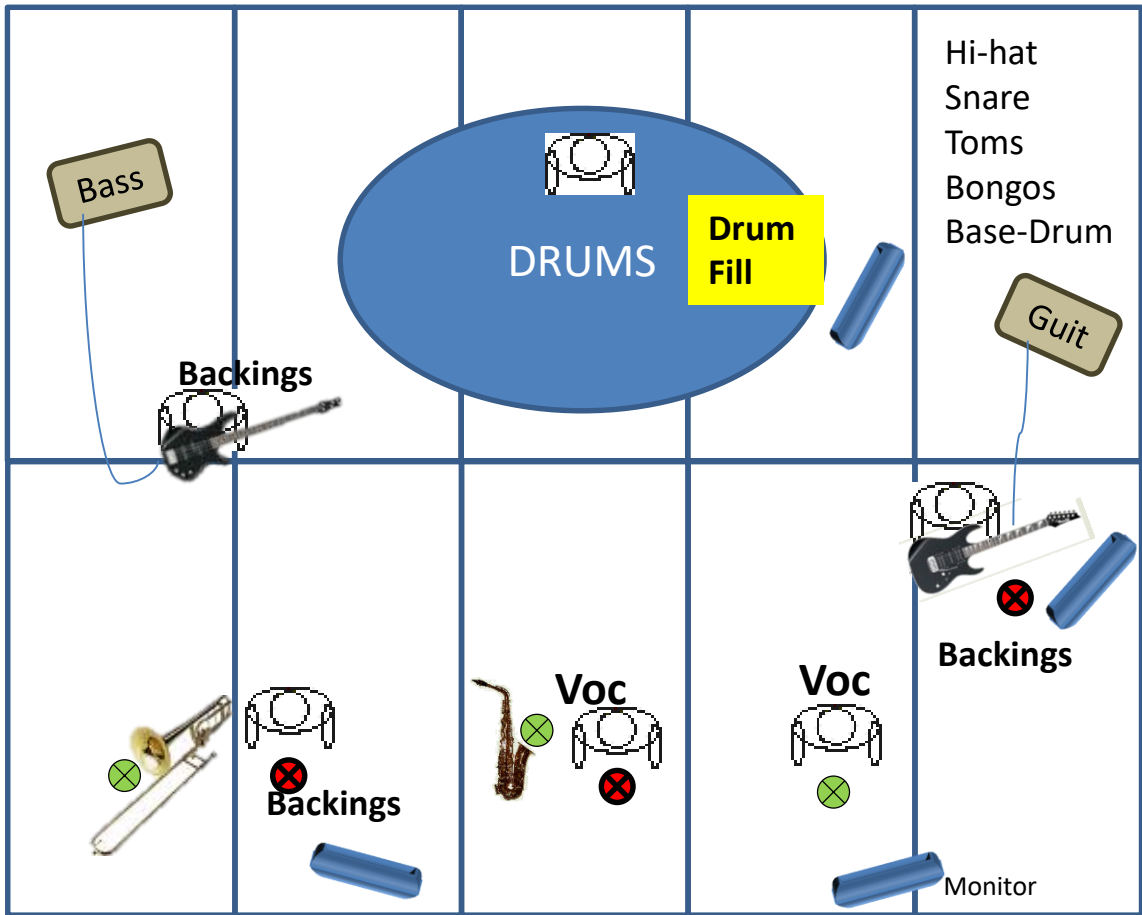 Hi-hat
Snare
Toms
Bongos
Base-Drum
Bass
Drum
Fill
DRUMS
Guit
Backings
Backings
Voc
Voc
Backings
Monitor